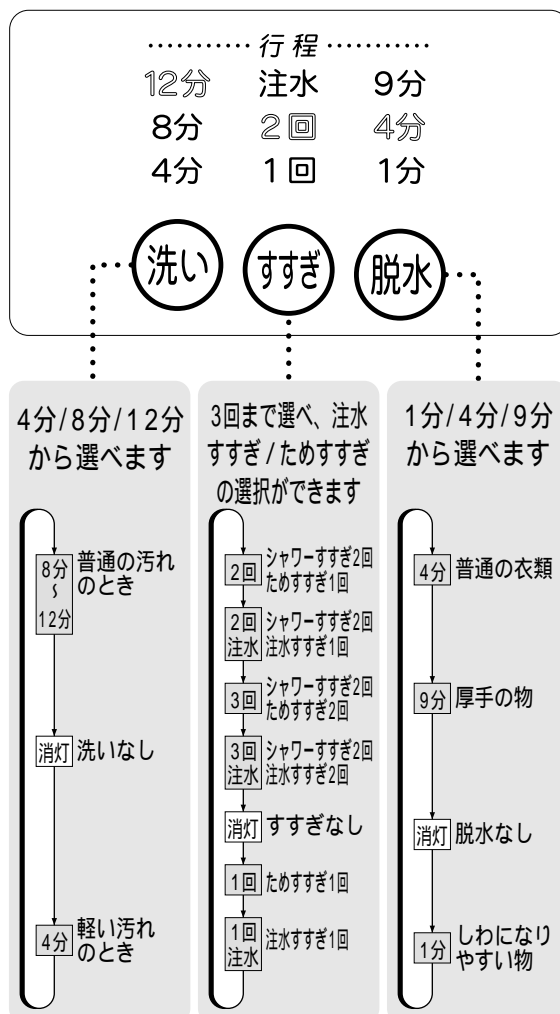 行程
12分 注水 9分
8分 2回 4分
4分 1回 1分
洗い すすぎ 脱水
4分/8分/12分
から選べます
8分
〜
12分
普通の汚れ
のとき
消灯 洗いなし
4分
軽い汚れ
のとき
3回まで選べ、注水
すすぎ/ためすすぎ
の選択ができます
2回
シャワーすすぎ2回
ためすすぎ1回
2回
注水
シャワーすすぎ2回
注水すすぎ1回
3回
シャワーすすぎ2回
ためすすぎ2回
3回
注水
シャワーすすぎ2回
注水すすぎ2回
消灯 すすぎなし
1回 ためすすぎ1回
1回
注水
注水すすぎ1回
1分/4分/9分
から選べます
4分 普通の衣類
9分 厚手の物
消灯 脱水なし
1分
しわになり
やすい物